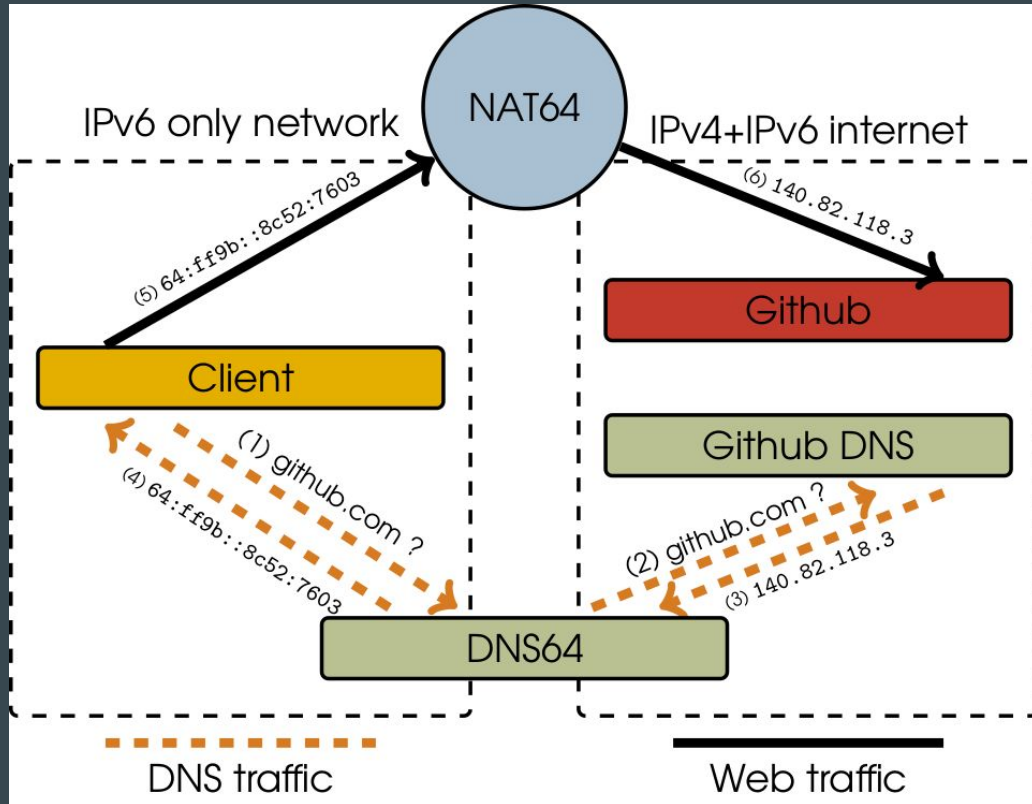 NAT64
IPv6 only network
IPv4+IPv6 internet
(5) 64:ff9b::8c52:7603
(6) 140.82.118.3
Github
Client
Github DNS
(1) github.com ?
(4) 64:ff9b::8c52:7603
(2) github.com ?
(3) 140.82.118.3
DNS64
DNS traffic
Web traffic